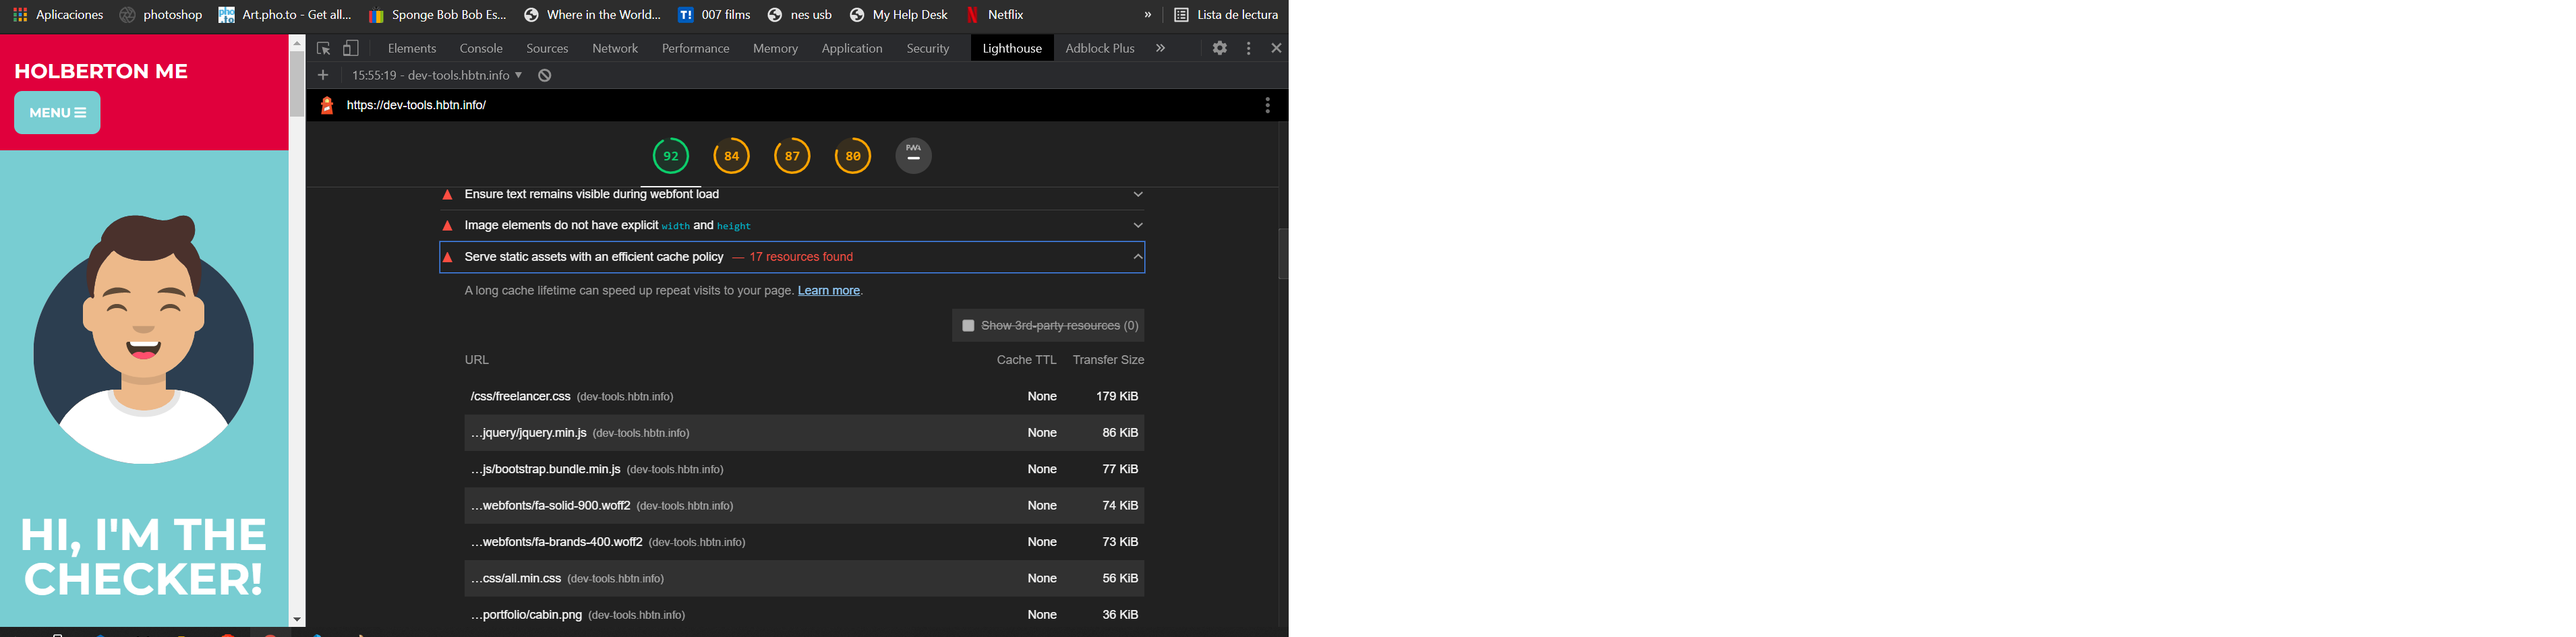 Aplicaciones photoshop Art.pho.to - Get all... Sponge Bob Bob Es... Where in the World... 007 films nes usb My Help Desk Netflix » Lista de lectura
Elements Console Sources Network Performance Memory Application Security Lighthouse Adblock Plus »
15:55:19 - dev-tools.hbtn.info
https://dev-tools.hbtn.info/
HOLBERTON ME
MENU
HI, I'M THE
CHECKER!
92 84 87 80 PWA
Ensure text remains visible during webfont load
Image elements do not have explicit width and height
Serve static assets with an efficient cache policy — 17 resources found
A long cache lifetime can speed up repeat visits to your page. Learn more.
Show 3rd-party resources (0)
URL Cache TTL Transfer Size
/css/freelancer.css (dev-tools.hbtn.info) None 179 KiB
…jquery/jquery.min.js (dev-tools.hbtn.info) None 86 KiB
…js/bootstrap.bundle.min.js (dev-tools.hbtn.info) None 77 KiB
…webfonts/fa-solid-900.woff2 (dev-tools.hbtn.info) None 74 KiB
…webfonts/fa-brands-400.woff2 (dev-tools.hbtn.info) None 73 KiB
…css/all.min.css (dev-tools.hbtn.info) None 56 KiB
…portfolio/cabin.png (dev-tools.hbtn.info) None 36 KiB